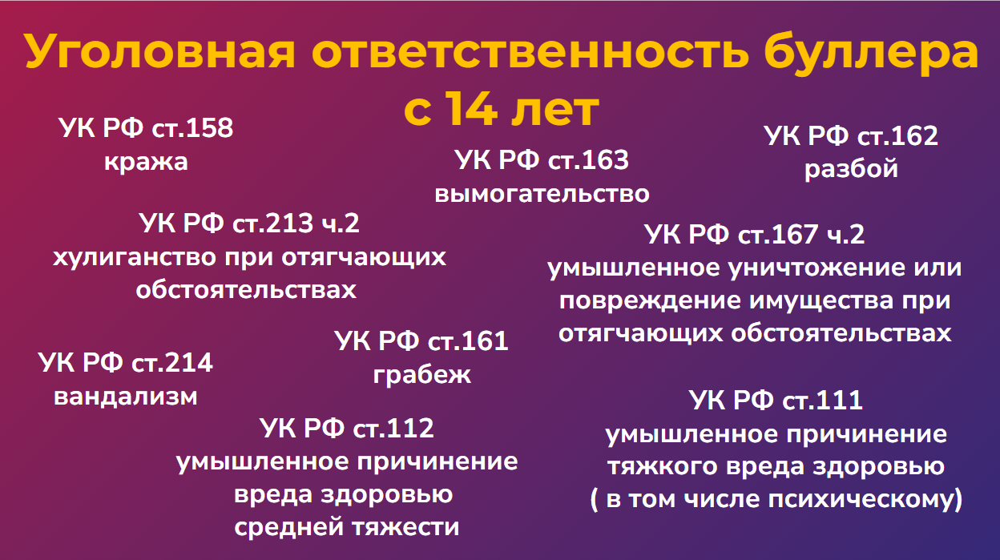 Уголовная ответственность буллера
с 14 лет
УК РФ ст.158
кража
УК РФ ст.163
вымогательство
УК РФ ст.162
разбой
УК РФ ст.213 ч.2
хулиганство при отягчающих
обстоятельствах
УК РФ ст.167 ч.2
умышленное уничтожение или
повреждение имущества при
отягчающих обстоятельствах
УК РФ ст.161
грабеж
УК РФ ст.214
вандализм
УК РФ ст.112
умышленное причинение
вреда здоровью
средней тяжести
УК РФ ст.111
умышленное причинение
тяжкого вреда здоровью
( в том числе психическому)